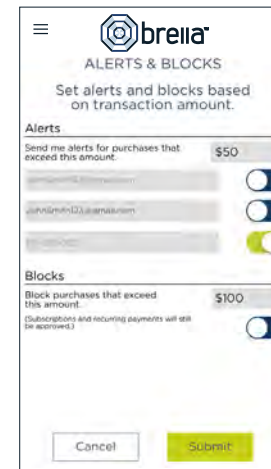 brella™
ALERTS & BLOCKS
Set alerts and blocks based
on transaction amount.
Alerts
Send me alerts for purchases that
exceed this amount.
$50
Blocks
Block purchases that exceed
this amount.
$100
(Subscriptions and recurring payments will still
be approved.)
Cancel
Submit